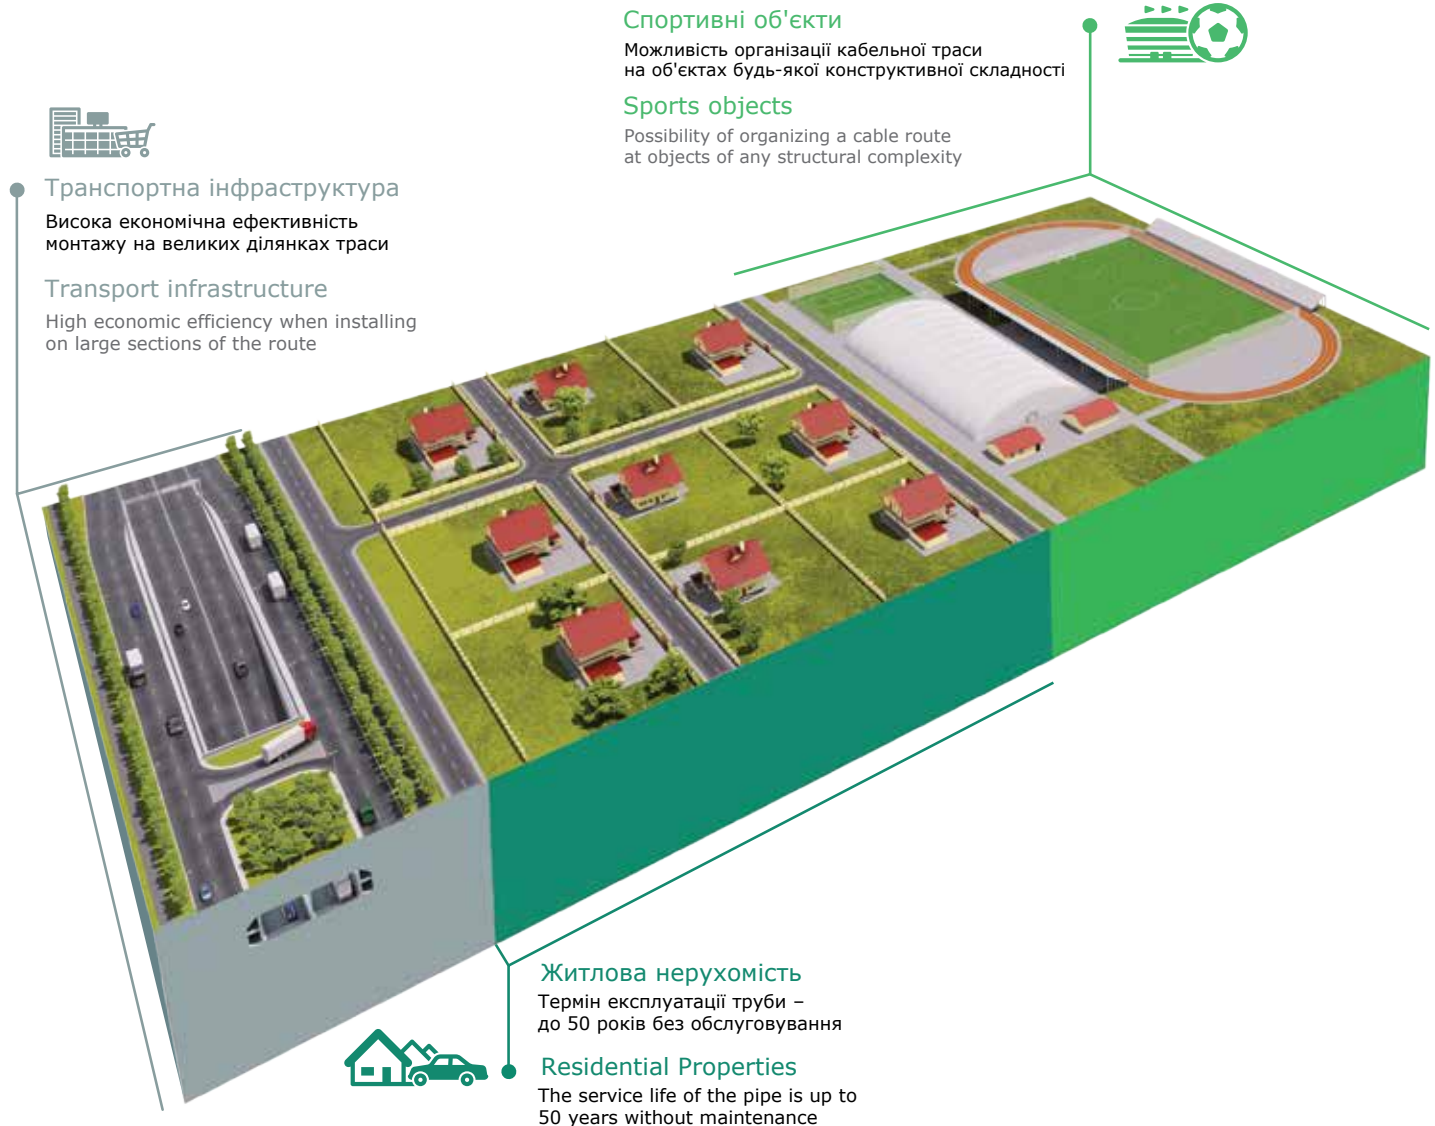 Спортивні об'єкти
Можливість організації кабельної траси
на об'єктах будь-якої конструктивної складності
Sports objects
Possibility of organizing a cable route
at objects of any structural complexity
Транспортна інфраструктура
Висока економічна ефективність
монтажу на великих ділянках траси
Transport infrastructure
High economic efficiency when installing
on large sections of the route
Житлова нерухомість
Термін експлуатації труби –
до 50 років без обслуговування
Residential Properties
The service life of the pipe is up to
50 years without maintenance